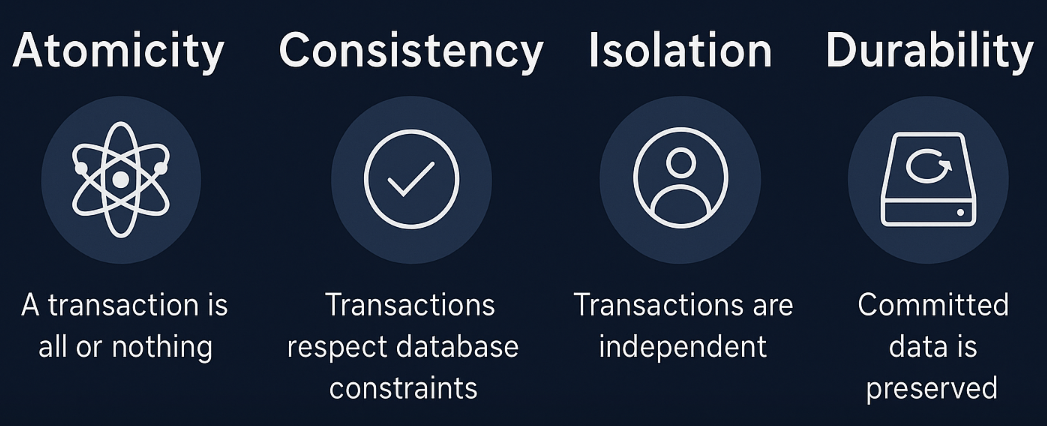 Atomicity
A transaction is
all or nothing
Consistency
Transactions
respect database
constraints
Isolation
Transactions are
independent
Durability
Committed
data is
preserved